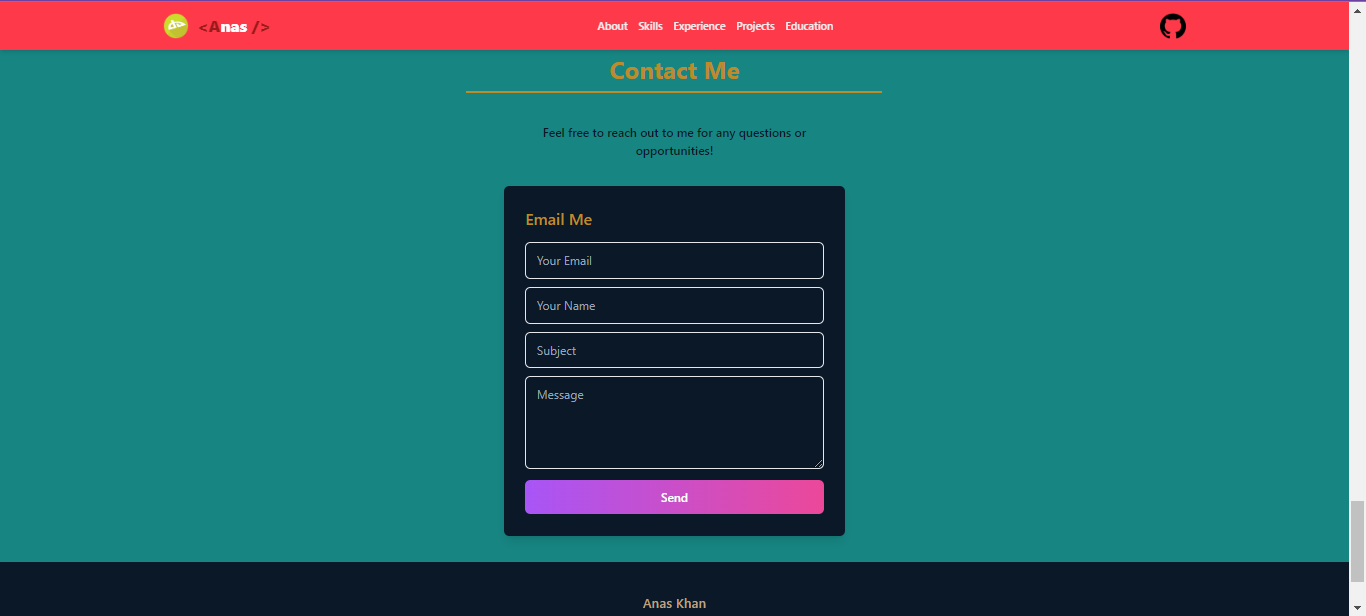 <Anas />
About Skills Experience Projects Education
Contact Me
Feel free to reach out to me for any questions or
opportunities!
Email Me
Your Email
Your Name
Subject
Message
Send
Anas Khan